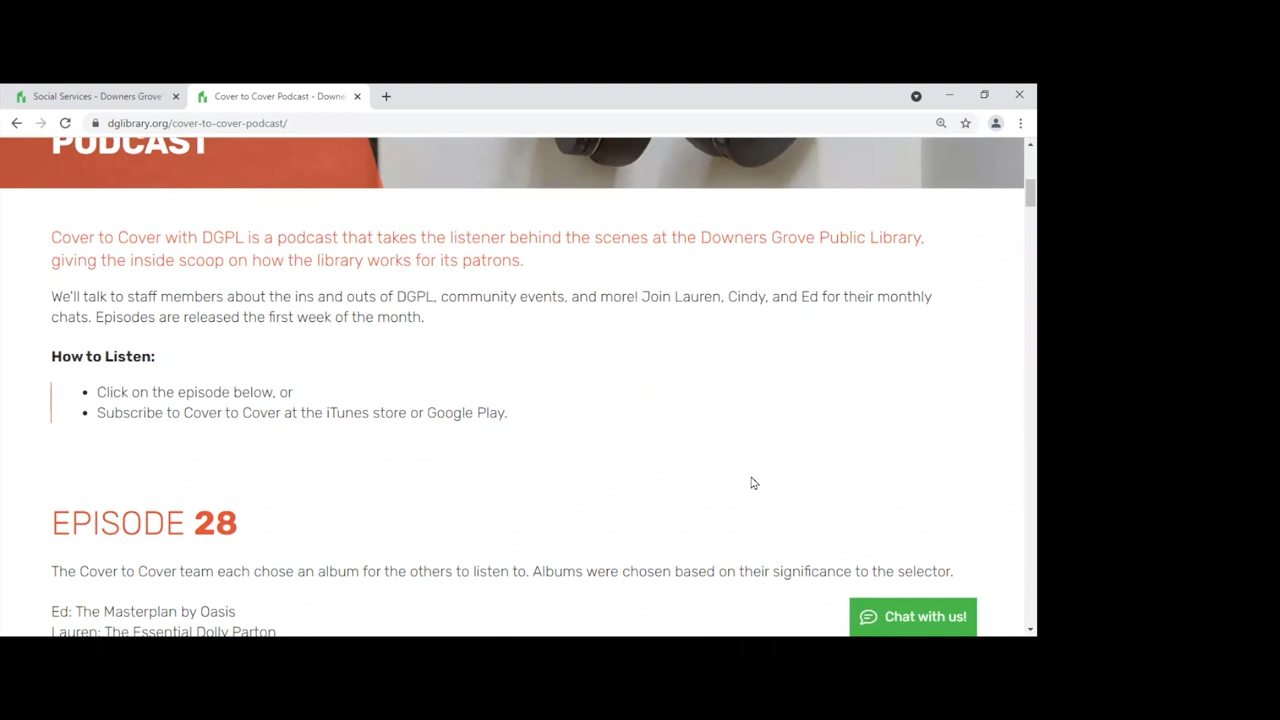 Social Services - Downers Grove
Cover to Cover Podcast - Downe
dglibrary.org/cover-to-cover-podcast/
PODCAST
Cover to Cover with DGPL is a podcast that takes the listener behind the scenes at the Downers Grove Public Library,
giving the inside scoop on how the library works for its patrons.
We'll talk to staff members about the ins and outs of DGPL, community events, and more! Join Lauren, Cindy, and Ed for their monthly
chats. Episodes are released the first week of the month.
How to Listen:
• Click on the episode below, or
• Subscribe to Cover to Cover at the iTunes store or Google Play.
EPISODE 28
The Cover to Cover team each chose an album for the others to listen to. Albums were chosen based on their significance to the selector.
Ed: The Masterplan by Oasis
Lauren: The Essential Dolly Parton
Chat with us!